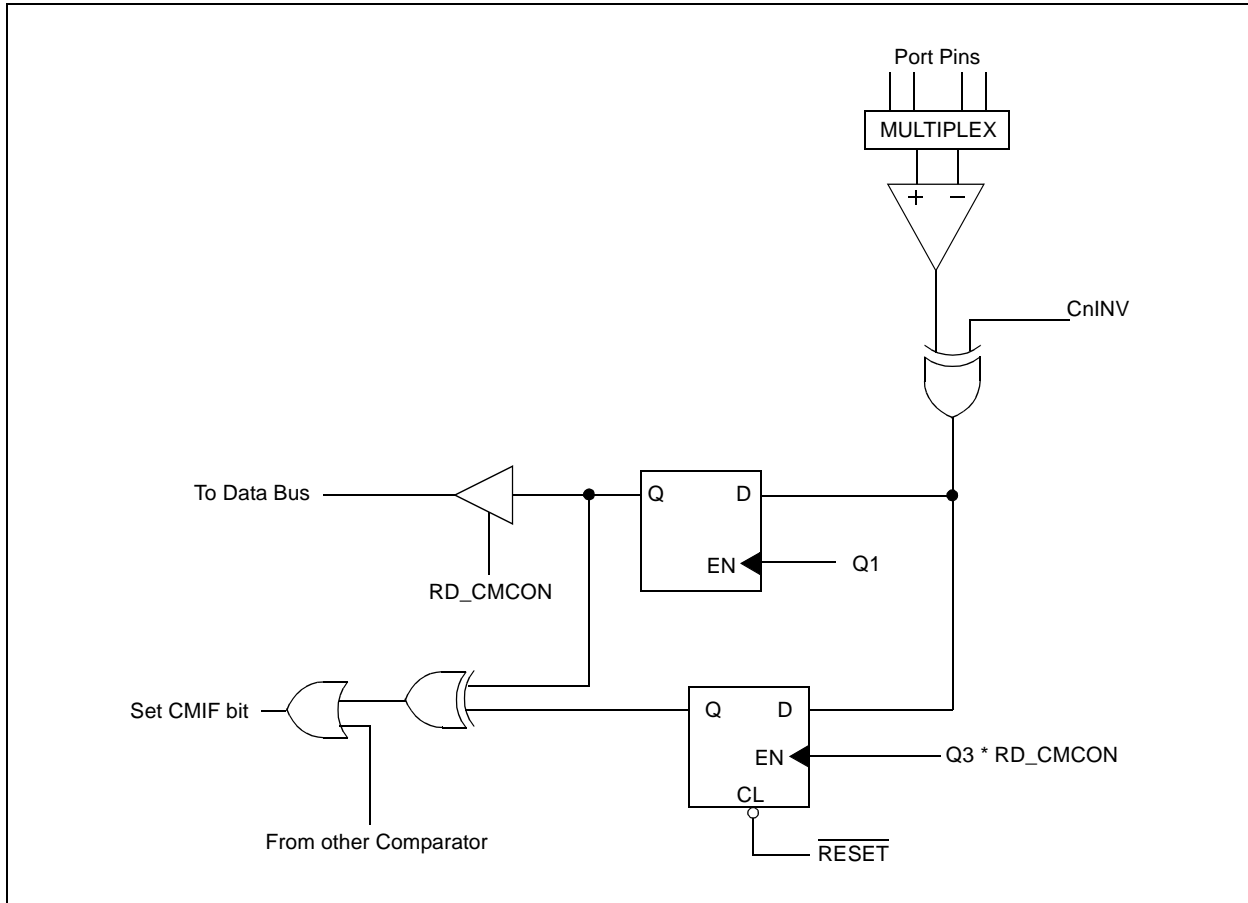 Port Pins
MULTIPLEX
+ −
CnINV
To Data Bus
Q D
EN
Q1
RD_CMCON
Set CMIF bit
Q D
EN
Q3 * RD_CMCON
CL
From other Comparator
RESET